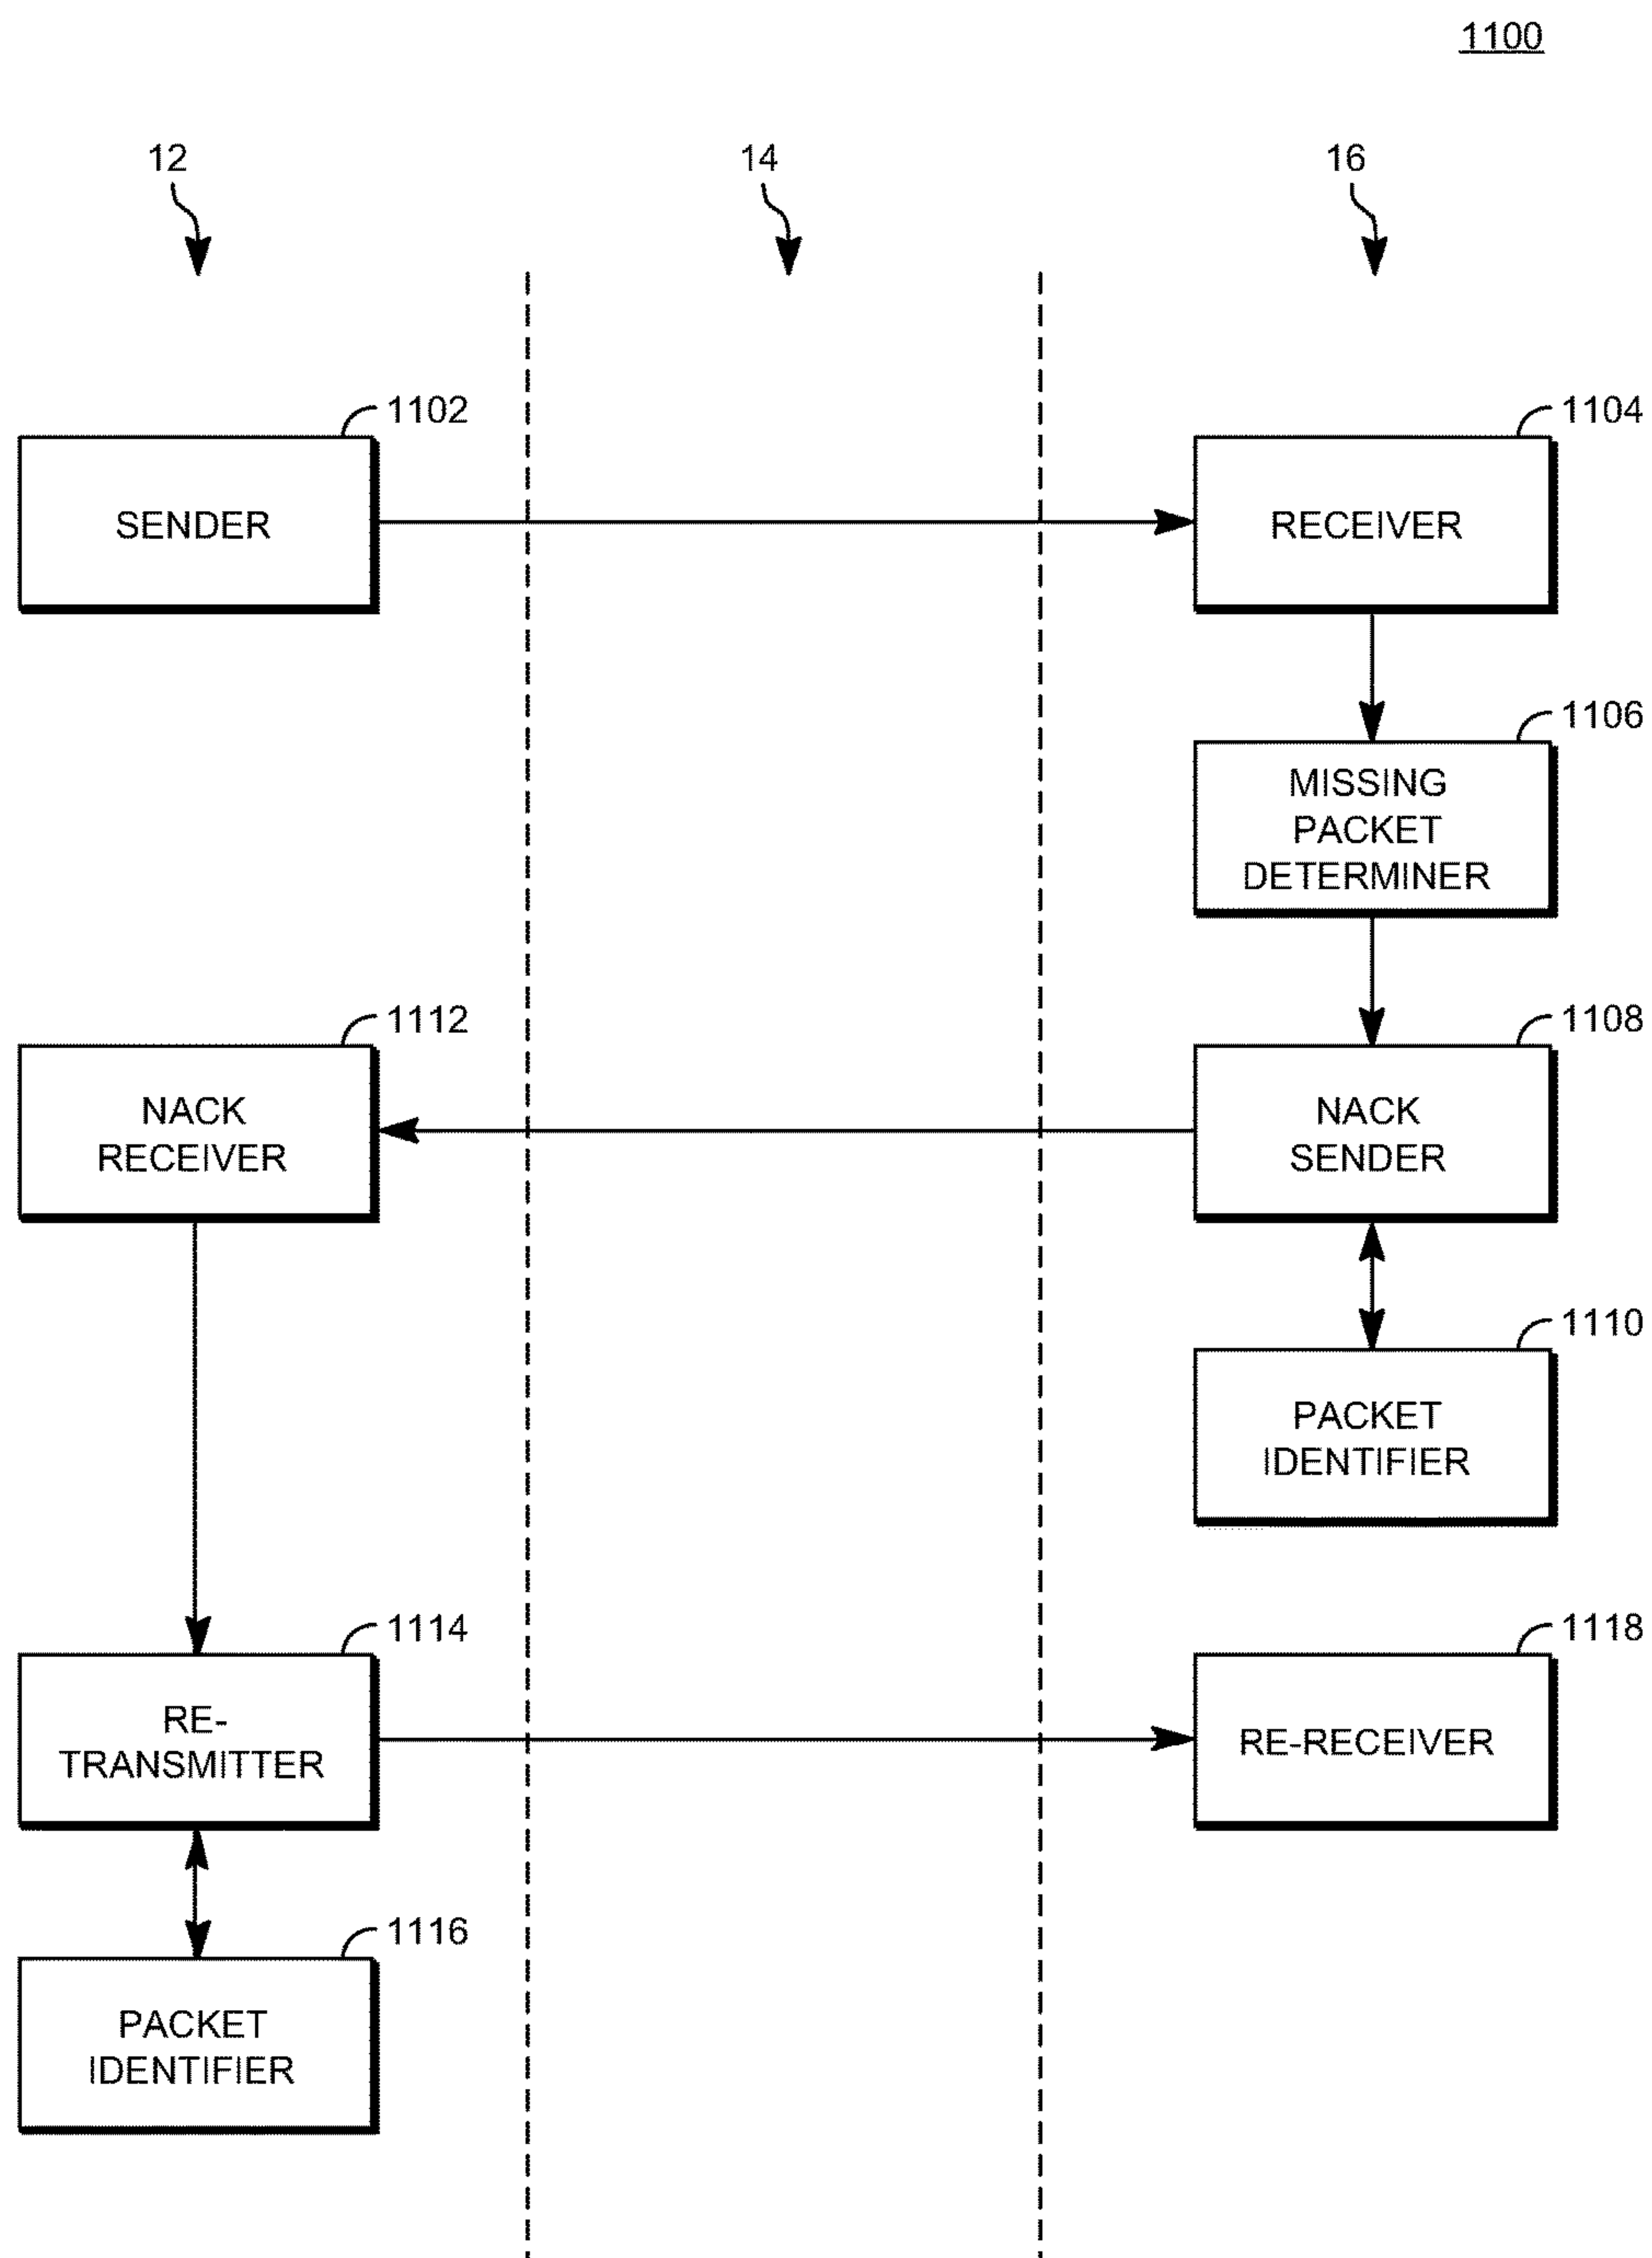 1100
12
14
16
1102
1104
SENDER
RECEIVER
1106
MISSING
PACKET
DETERMINER
1112
1108
NACK
RECEIVER
NACK
SENDER
1110
PACKET
IDENTIFIER
1114
1118
RE-
TRANSMITTER
RE-RECEIVER
1116
PACKET
IDENTIFIER